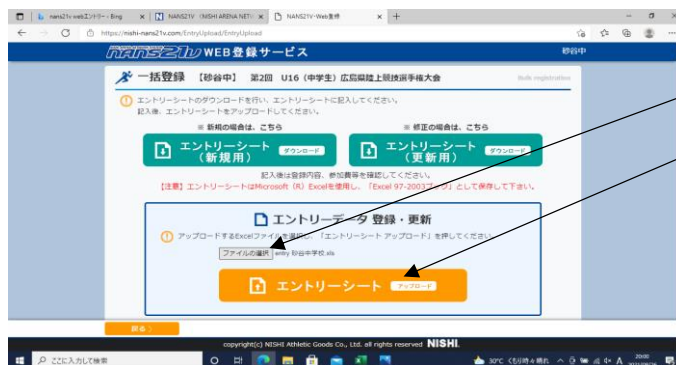 nans21v webエントリー - Bing
NANS21V（NISHI ARENA NET
NANS21V-Web登録
https://nishi-nans21v.com/EntryUpload/EntryUpload
NANS21V WEB登録サービス
砂谷中
一括登録 【砂谷中】 第2回 U16（中学生）広島県陸上競技選手権大会
Bulk registration
エントリーシートのダウンロードを行い、エントリーシートに記入してください。
記入後、エントリーシートをアップロードしてください。
※ 新規の場合は、こちら
※ 修正の場合は、こちら
エントリーシート（新規用） ダウンロード
エントリーシート（更新用） ダウンロード
記入後は登録内容、参加費等を確認してください。
【注意】エントリーシートはMicrosoft（R）Excelを使用し、「Excel 97-2003ブック」として保存して下さい。
エントリーデータ 登録・更新
アップロードするExcelファイルを選択し、「エントリーシート アップロード」を押してください
ファイルの選択 entry 砂谷中学校.xls
エントリーシート アップロード
戻る
copyright(c) NISHI Athletic Goods Co., Ltd. all rights reserved NISHI.
ここに入力して検索
30°C くもり時々晴れ
A
20:00